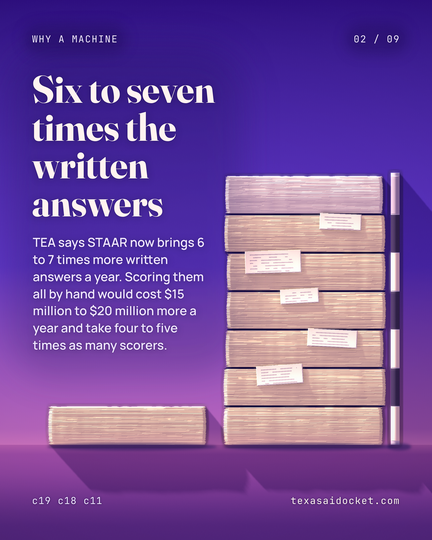 WHY A MACHINE
02 / 09
Six to seven
times the
written
answers
TEA says STAAR now brings 6
to 7 times more written
answers a year. Scoring them
all by hand would cost $15
million to $20 million more a
year and take four to five
times as many scorers.
c19 c18 c11
texasaidocket.com